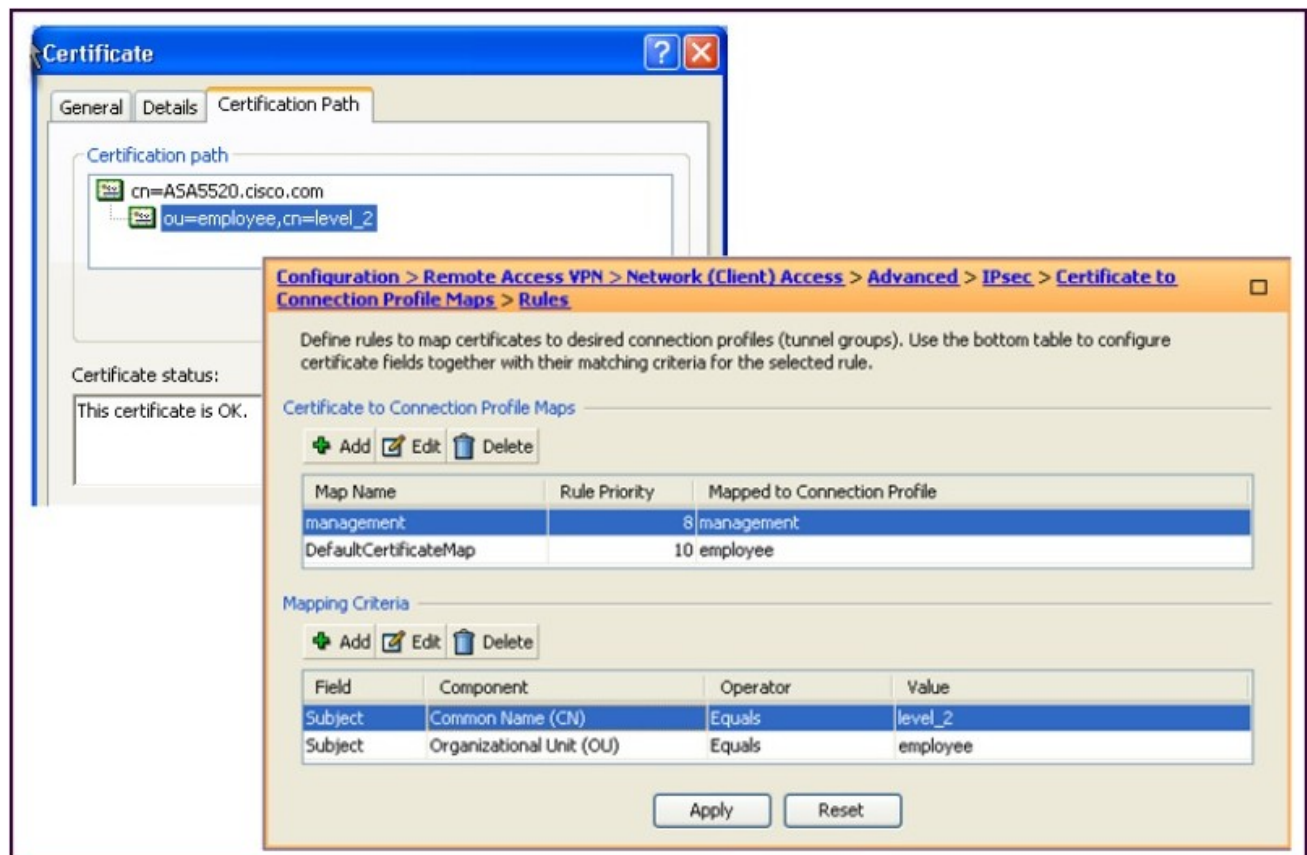 Certificate
General Details Certification Path
Certification path
cn=ASA5520.cisco.com
ou=employee,cn=level_2
Certificate status:
This certificate is OK.
Configuration > Remote Access VPN > Network (Client) Access > Advanced > IPsec > Certificate to
Connection Profile Maps > Rules
Define rules to map certificates to desired connection profiles (tunnel groups). Use the bottom table to configure
certificate fields together with their matching criteria for the selected rule.
Certificate to Connection Profile Maps
Add Edit Delete
Map Name Rule Priority Mapped to Connection Profile
management 8 management
DefaultCertificateMap 10 employee
Mapping Criteria
Add Edit Delete
Field Component Operator Value
Subject Common Name (CN) Equals level_2
Subject Organizational Unit (OU) Equals employee
Apply Reset